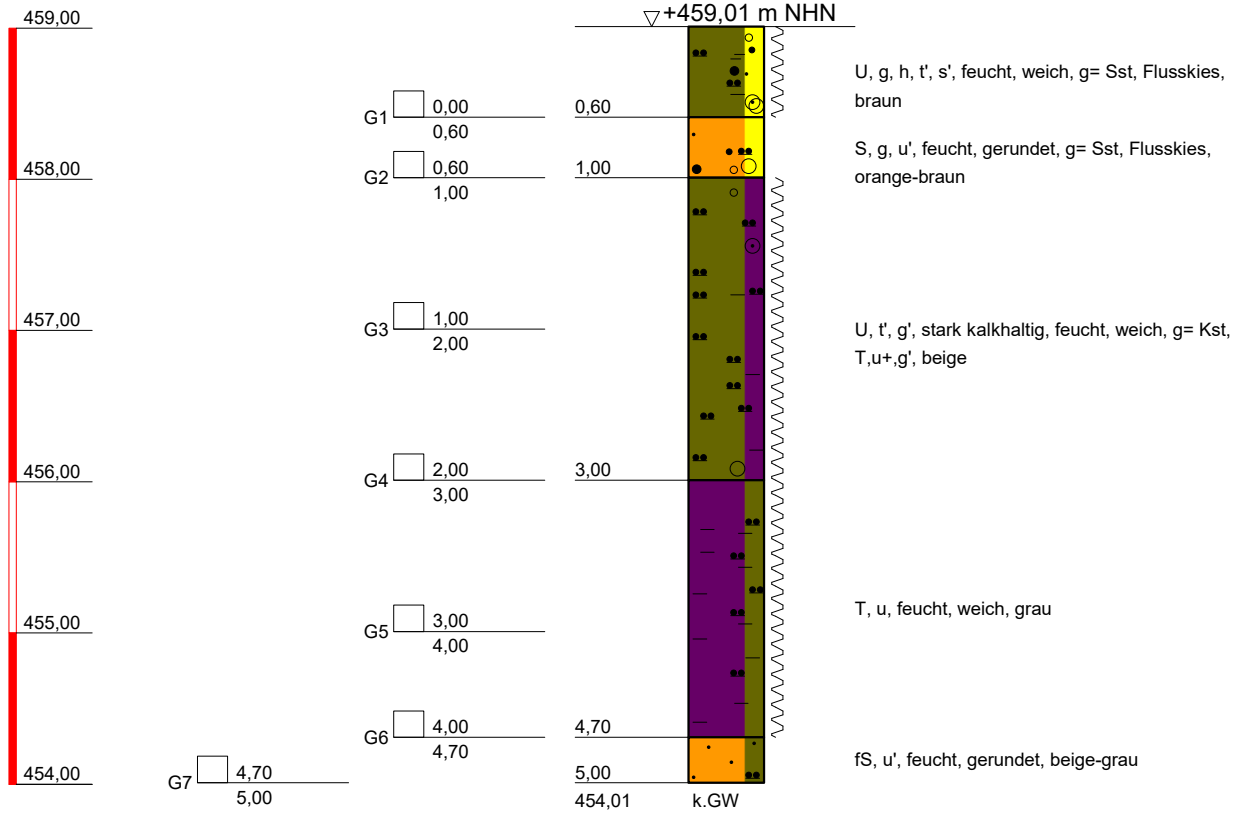 +459,01 m NHN
459,00
U, g, h, t', s', feucht, weich, g= Sst, Flusskies,
braun
G1 0,00 0,60
0,60
S, g, u', feucht, gerundet, g= Sst, Flusskies,
orange-braun
458,00 G2 0,60 1,00
1,00
457,00 G3 1,00
2,00
U, t', g', stark kalkhaltig, feucht, weich, g= Kst,
T,u+,g', beige
456,00 G4 2,00 3,00
3,00
455,00 G5 3,00
4,00
T, u, feucht, weich, grau
G6 4,00 4,70
4,70
fS, u', feucht, gerundet, beige-grau
454,00 G7 4,70 5,00
5,00
454,01 k.GW